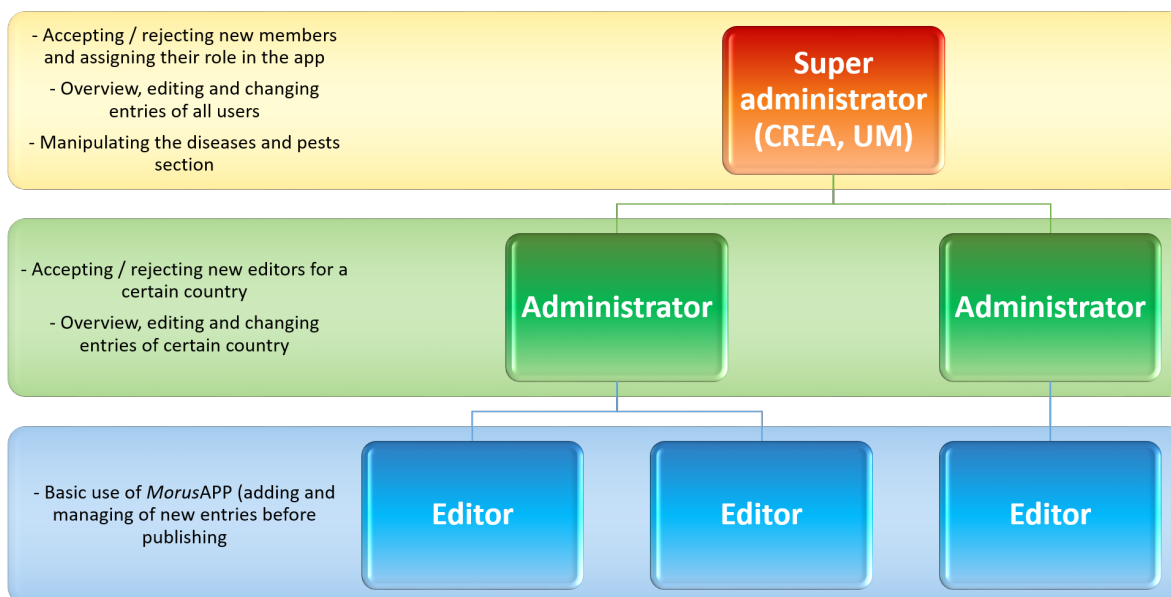 - Accepting / rejecting new members
and assigning their role in the app
- Overview, editing and changing
entries of all users
- Manipulating the diseases and pests
section
Super
administrator
(CREA, UM)
- Accepting / rejecting new editors for a
certain country
- Overview, editing and changing
entries of certain country
Administrator
Administrator
- Basic use of MorusAPP (adding and
managing of new entries before
publishing
Editor
Editor
Editor